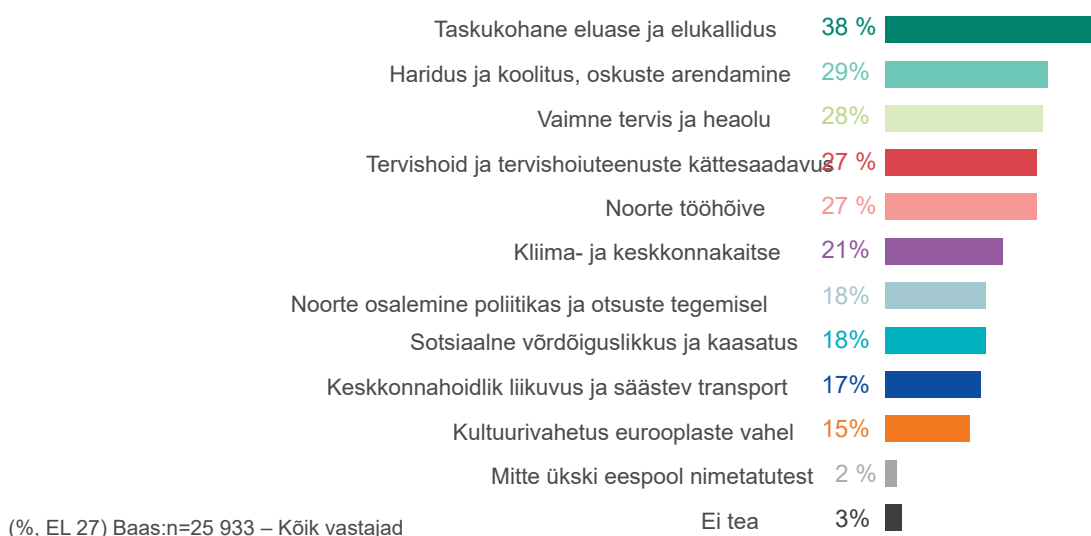 Taskukohane eluase ja elukallidus 38 %
Haridus ja koolitus, oskuste arendamine 29%
Vaimne tervis ja heaolu 28%
Tervishoid ja tervishoiuteenuste kättesaadavus 27 %
Noorte tööhõive 27 %
Kliima- ja keskkonnakaitse 21%
Noorte osalemine poliitikas ja otsuste tegemisel 18%
Sotsiaalne võrdõiguslikkus ja kaasatus 18%
Keskkonnahoidlik liikuvus ja säästev transport 17%
Kultuurivahetus eurooplaste vahel 15%
Mitte ükski eespool nimetatutest 2 %
Ei tea 3%
(%, EL 27) Baas:n=25 933 – Kõik vastajad